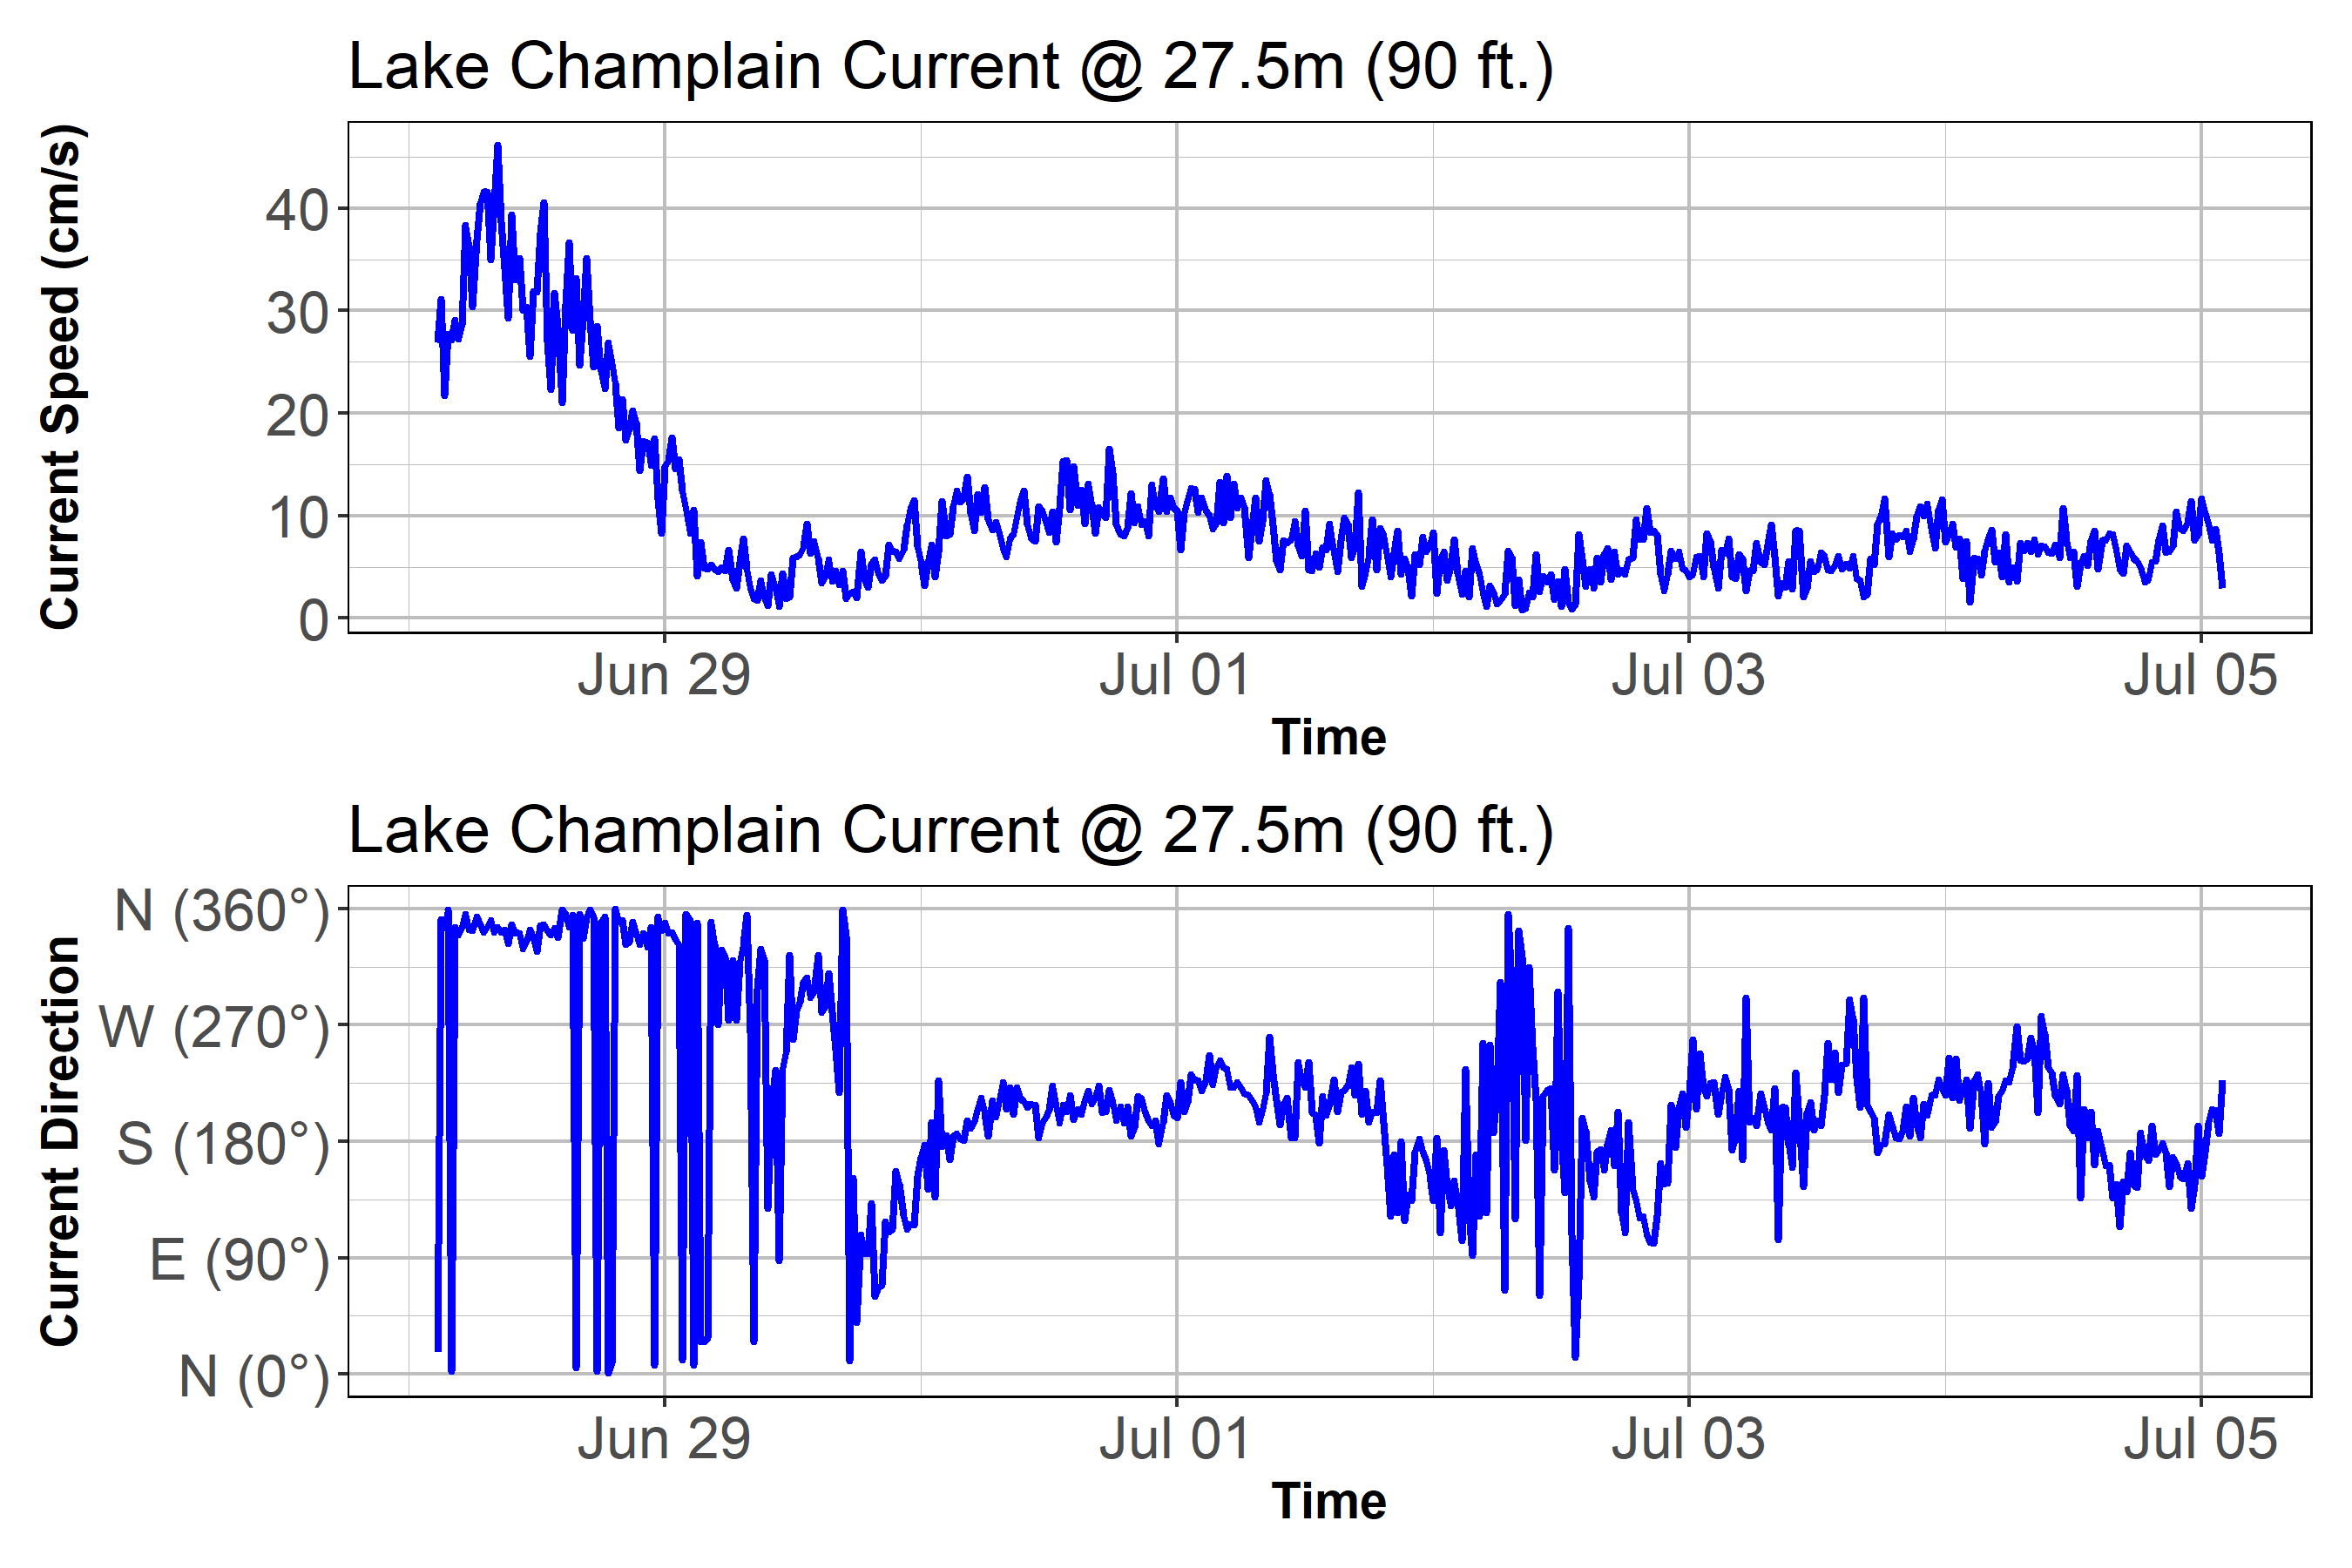 Lake Champlain Current @ 27.5m (90 ft.)
Current Speed (cm/s)
40
30
20
10
0
Jun 29 Jul 01 Jul 03 Jul 05
Time
Lake Champlain Current @ 27.5m (90 ft.)
Current Direction
N (360°)
W (270°)
S (180°)
E (90°)
N (0°)
Jun 29 Jul 01 Jul 03 Jul 05
Time